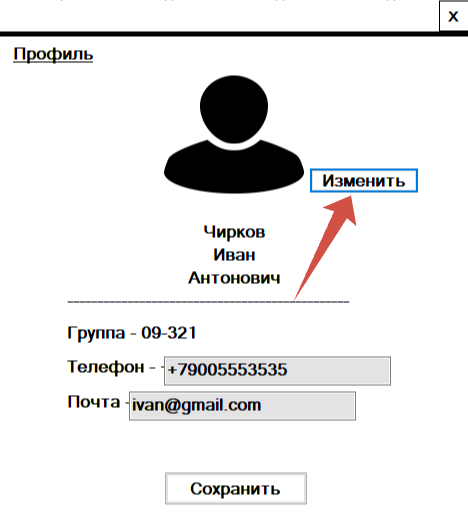 x
Профиль
Изменить
Чирков
Иван
Антонович
Группа - 09-321
Телефон - +79005553535
Почта - ivan@gmail.com
Сохранить